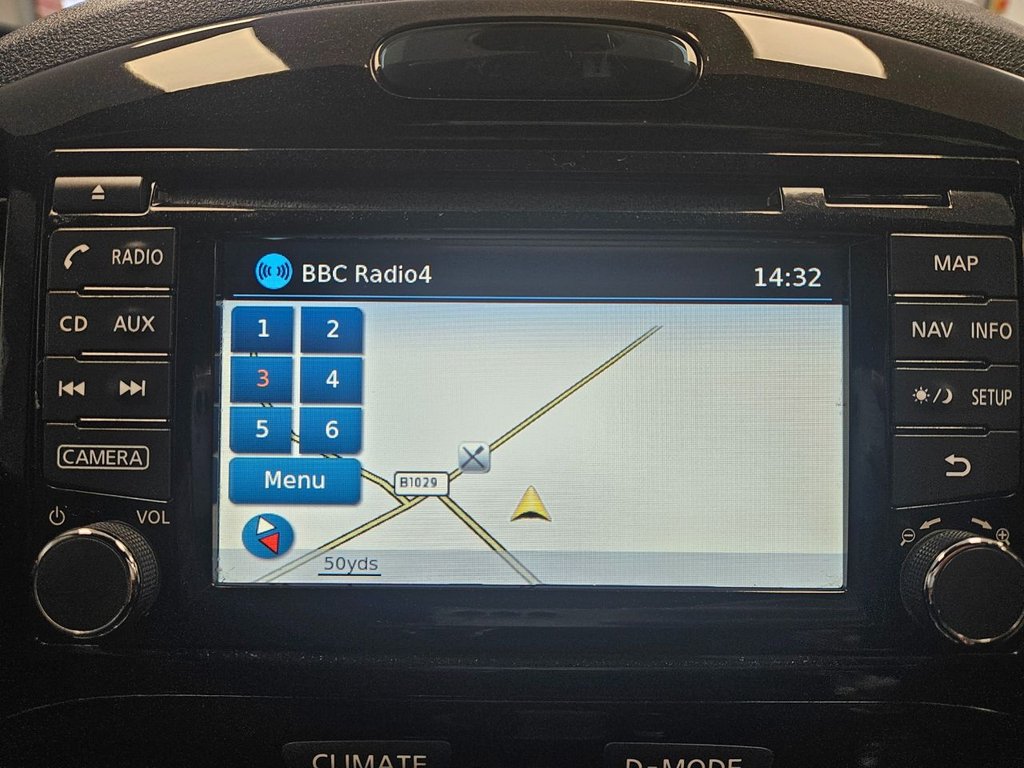 RADIO
CD AUX
CAMERA
VOL
BBC Radio4
14:32
1 2
3 4
5 6
Menu
B1029
50yds
MAP
NAV INFO
SETUP
CLIMATE
D-MODE